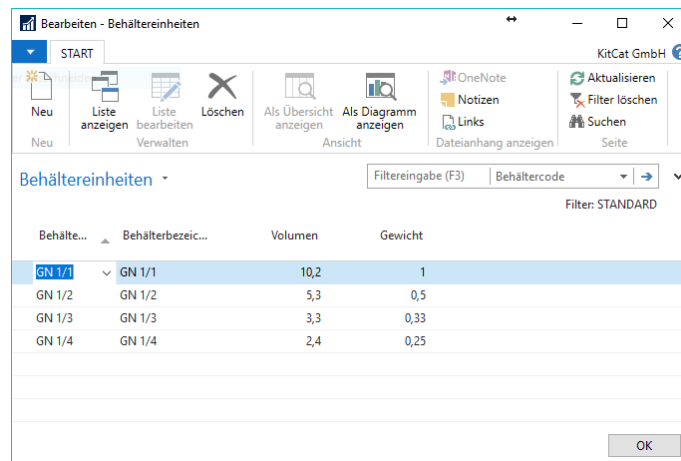 Bearbeiten - Behältereinheiten
START
KitCat GmbH
Neu
Liste anzeigen
Liste bearbeiten
Löschen
Als Übersicht anzeigen
Als Diagramm anzeigen
OneNote
Notizen
Links
Aktualisieren
Filter löschen
Suchen
Neu
Verwalten
Ansicht
Dateianhang anzeigen
Seite
Behältereinheiten
Filtereingabe (F3)
Behältercode
Filter: STANDARD
Behälte... Behälterbezeic... Volumen Gewicht
GN 1/1 GN 1/1 10,2 1
GN 1/2 GN 1/2 5,3 0,5
GN 1/3 GN 1/3 3,3 0,33
GN 1/4 GN 1/4 2,4 0,25
OK